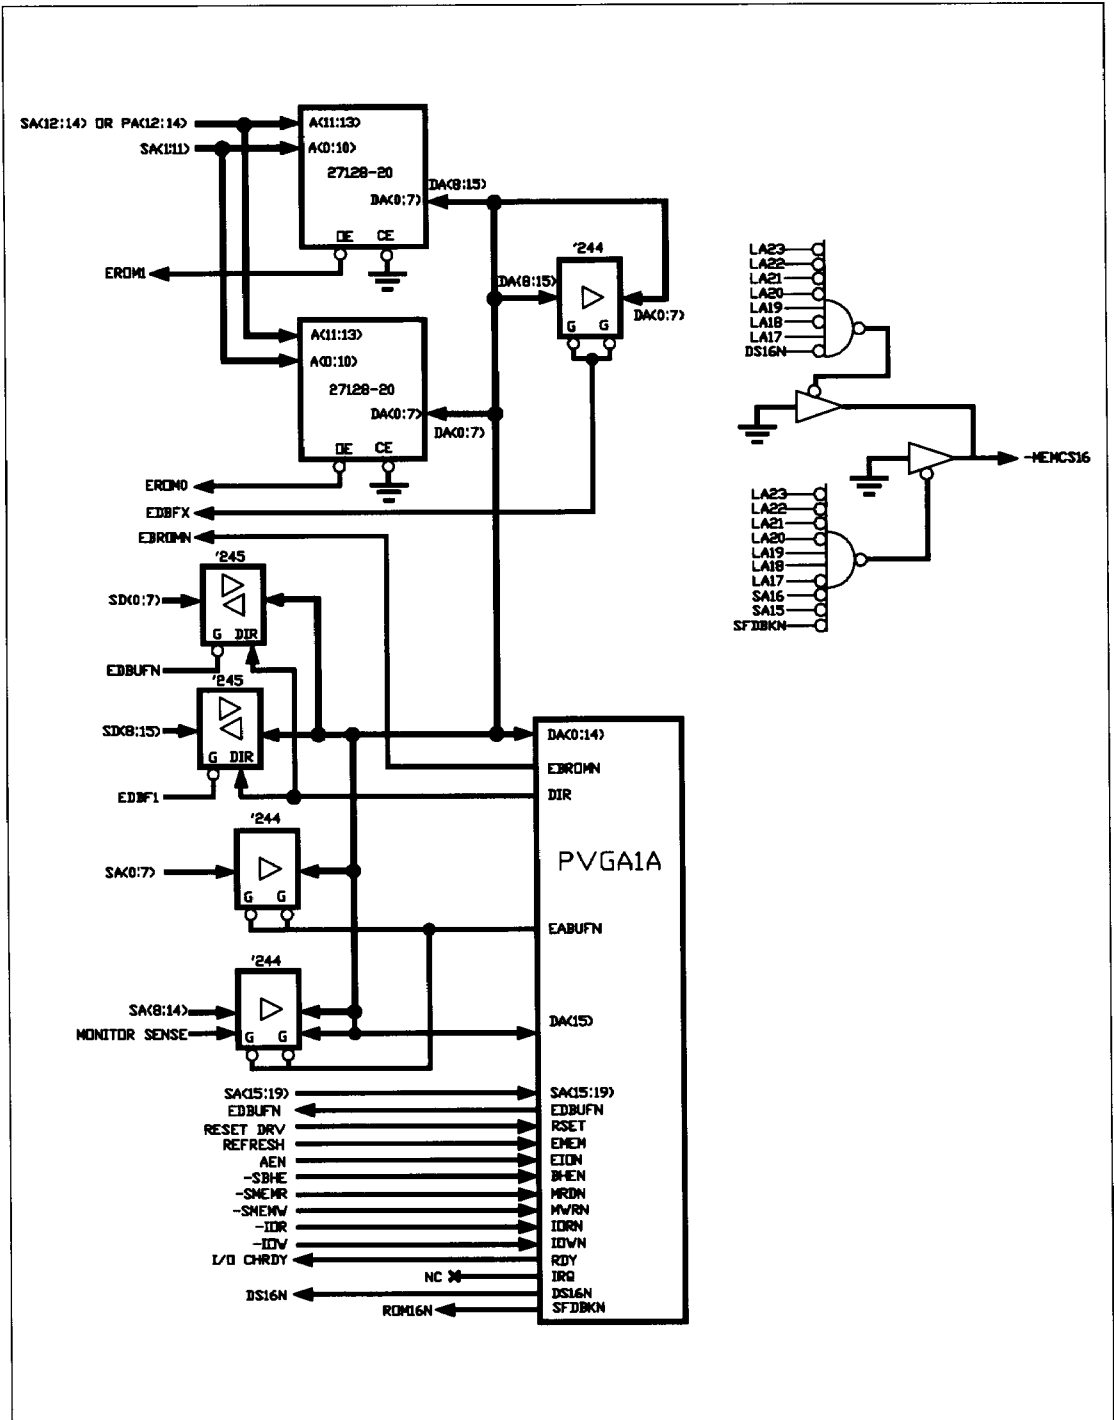 SA(12:14) OR PA(12:14)
SA(1:11)
A(11:13)
A(0:10)
27128-20
DA(0:7)
OE CE
DA(8:15)
EROM1
'244
DA(8:15)
G G
DA(0:7)
A(11:13)
A(0:10)
27128-20
DA(0:7)
DA(0:7)
OE CE
EROM0
EDBFX
EBROMN
LA23
LA22
LA21
LA20
LA19
LA18
LA17
DS16N
-MEMCS16
LA23
LA22
LA21
LA20
LA19
LA18
LA17
SA16
SA15
SFDBKN
'245
SD(0:7)
G DIR
EDBUFN
'245
SD(8:15)
G DIR
EDBF1
'244
SA(0:7)
G G
'244
SA(8:14)
MONITOR SENSE
G G
DA(0:14)
EBROMN
DIR
PVGA1A
EABUFN
DA(15)
SA(15:19) SA(15:19)
EDBUFN EDBUFN
RESET DRV RSET
REFRESH EMEM
AEN EION
-SBHE BHEN
-SMEMR MRDN
-SMEMW MWRN
-IOR IORN
-IOW IOWN
I/O CHRDY RDY
NC IRQ
DS16N DS16N
ROM16N SFDBKN